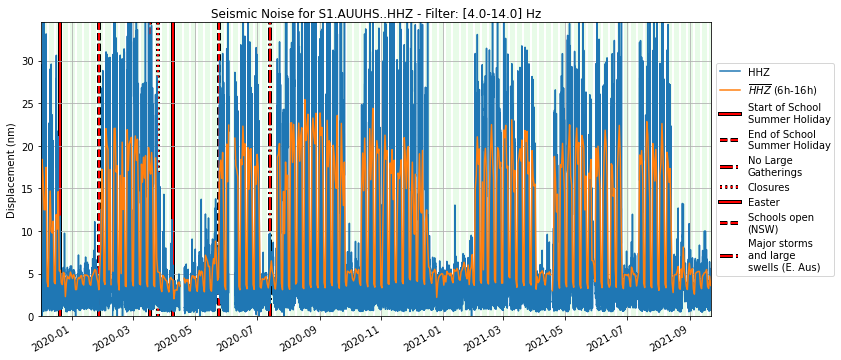 Seismic Noise for S1.AUUHS..HHZ - Filter: [4.0-14.0] Hz
Displacement (nm)
30
25
20
15
10
5
0
2020-01
2020-03
2020-05
2020-07
2020-09
2020-11
2021-01
2021-03
2021-05
2021-07
2021-09
HHZ
HHZ (6h-16h)
Start of School
Summer Holiday
End of School
Summer Holiday
No Large
Gatherings
Closures
Easter
Schools open
(NSW)
Major storms
and large
swells (E. Aus)